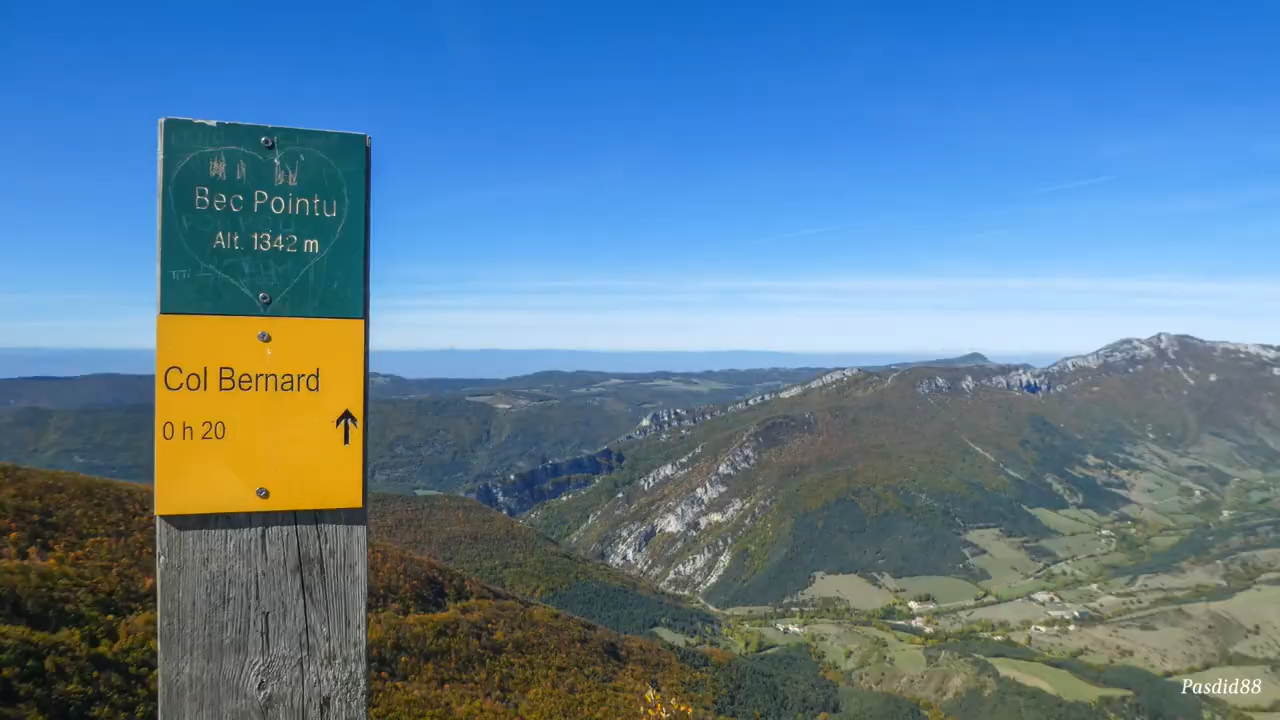 Bec Pointu
Alt. 1342 m
Col Bernard
0 h 20
Pasdid88